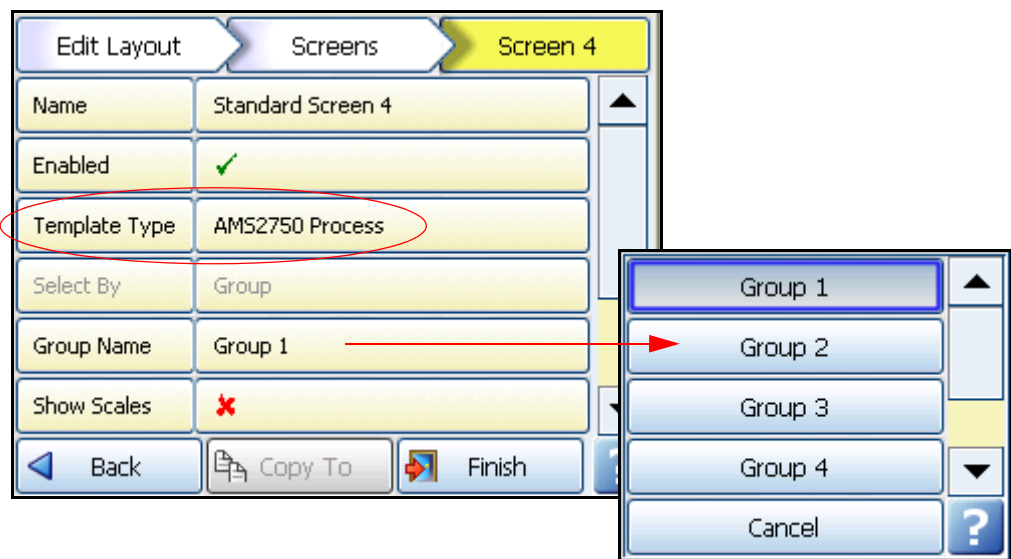 Edit Layout Screens Screen 4
Name Standard Screen 4
Enabled
Template Type AMS2750 Process
Select By Group
Group Name Group 1
Show Scales
Back Copy To Finish ?
Group 1
Group 2
Group 3
Group 4
Cancel ?